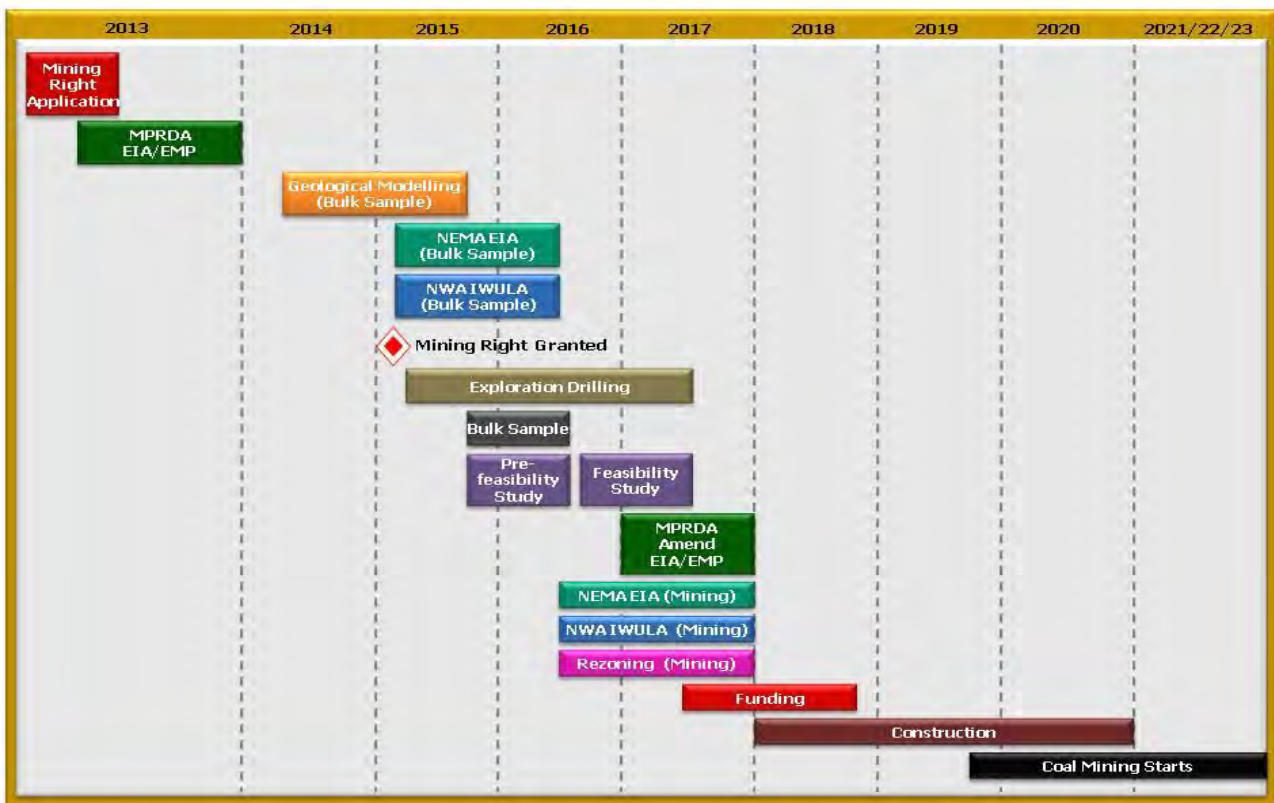 2013 2014 2015 2016 2017 2018 2019 2020 2021/22/23
Mining
Right
Application
MPRDA
EIA/EMP
Geological Modelling
(Bulk Sample)
NEMA EIA
(Bulk Sample)
NWA IWULA
(Bulk Sample)
Mining Right Granted
Exploration Drilling
Bulk Sample
Pre-
feasibility
Study
Feasibility
Study
MPRDA
Amend
EIA/EMP
NEMA EIA (Mining)
NWA IWULA (Mining)
Rezoning (Mining)
Funding
Construction
Coal Mining Starts